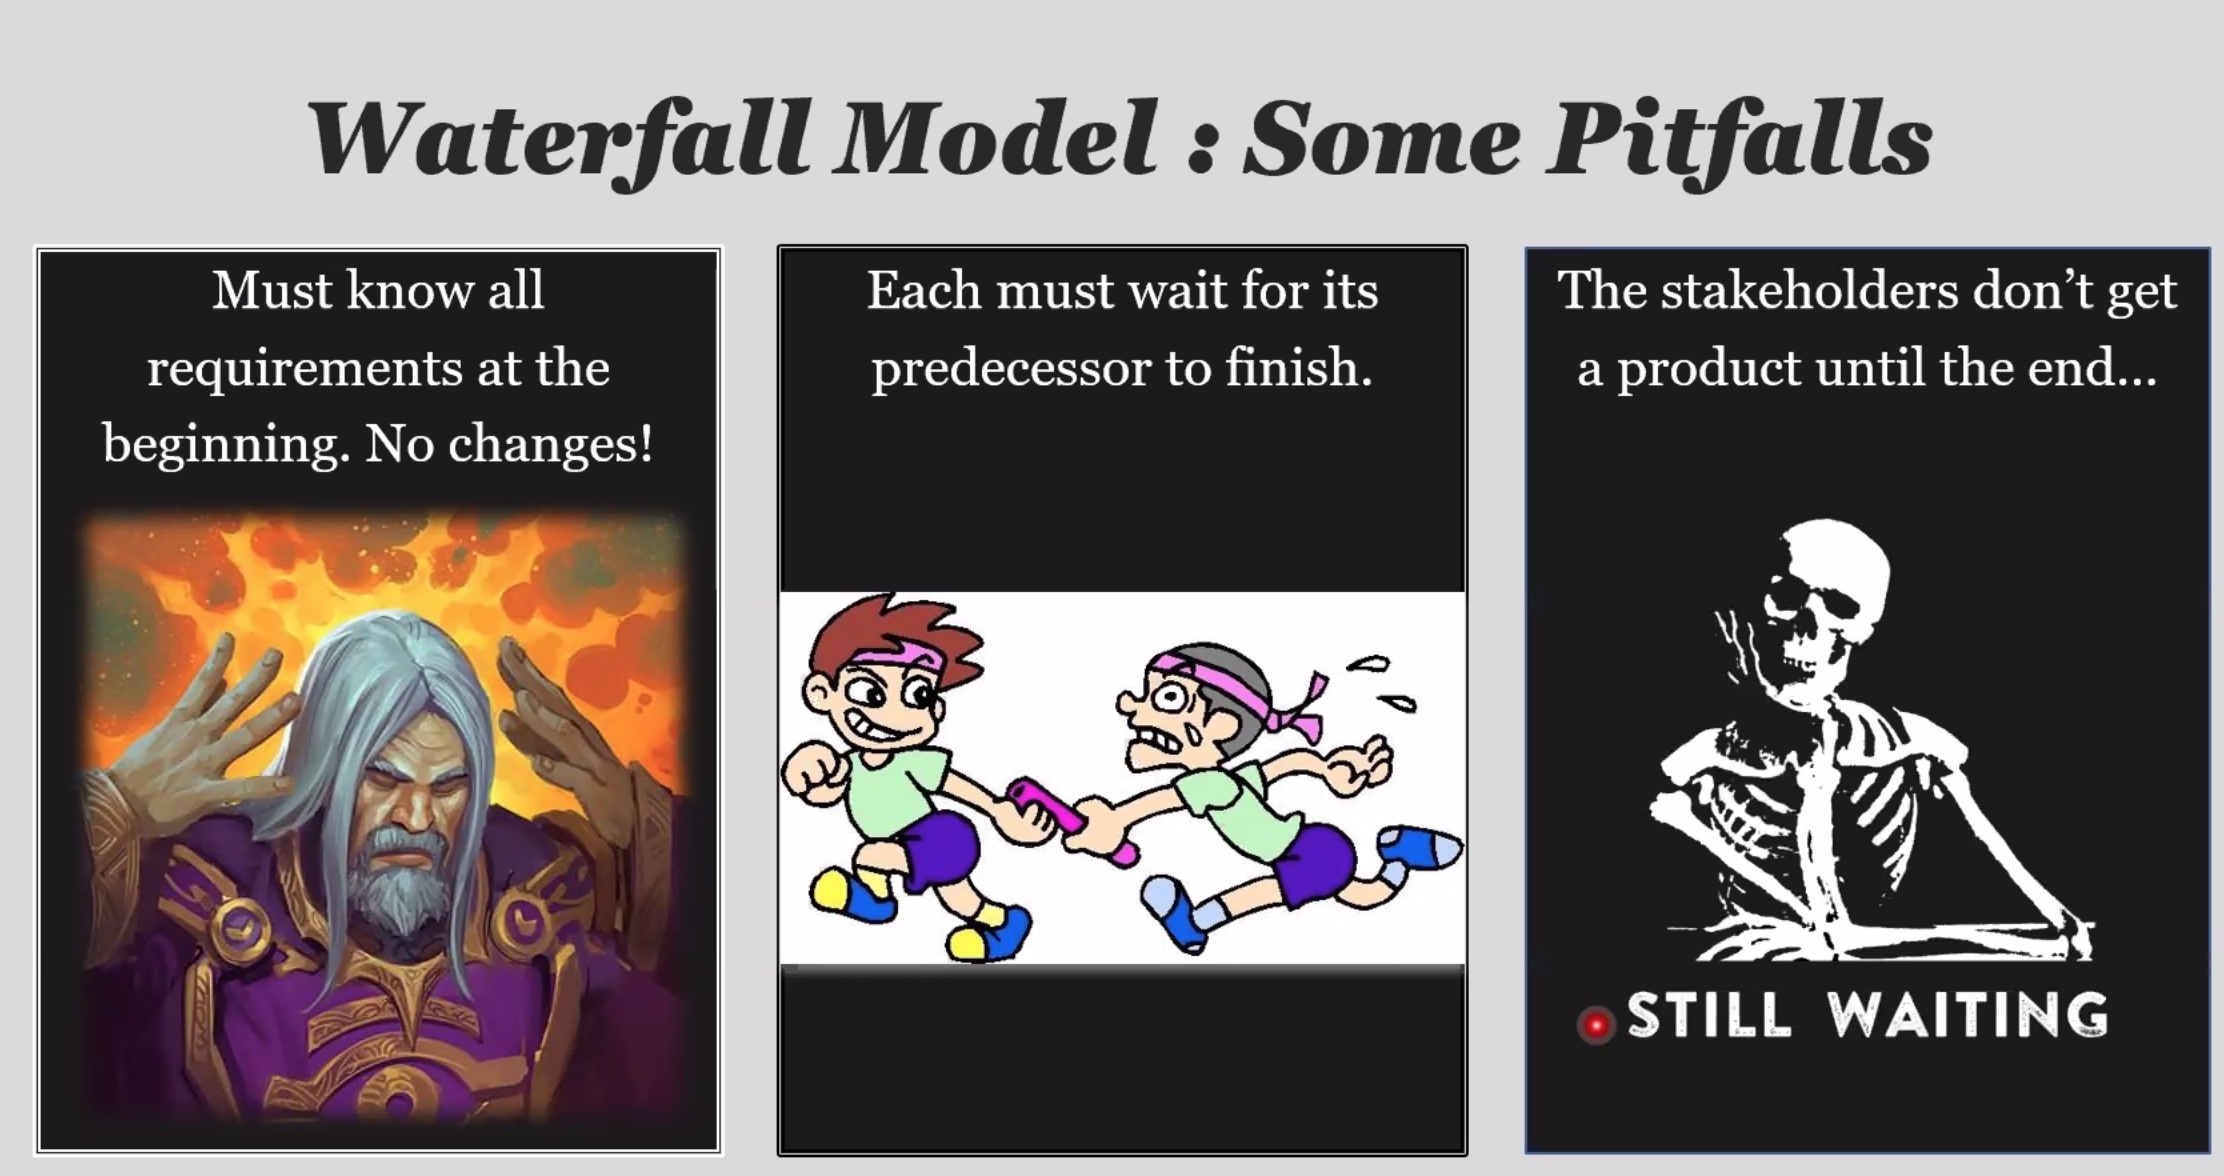 Waterfall Model : Some Pitfalls
Must know all
requirements at the
beginning. No changes!
Each must wait for its
predecessor to finish.
The stakeholders don’t get
a product until the end...
STILL WAITING